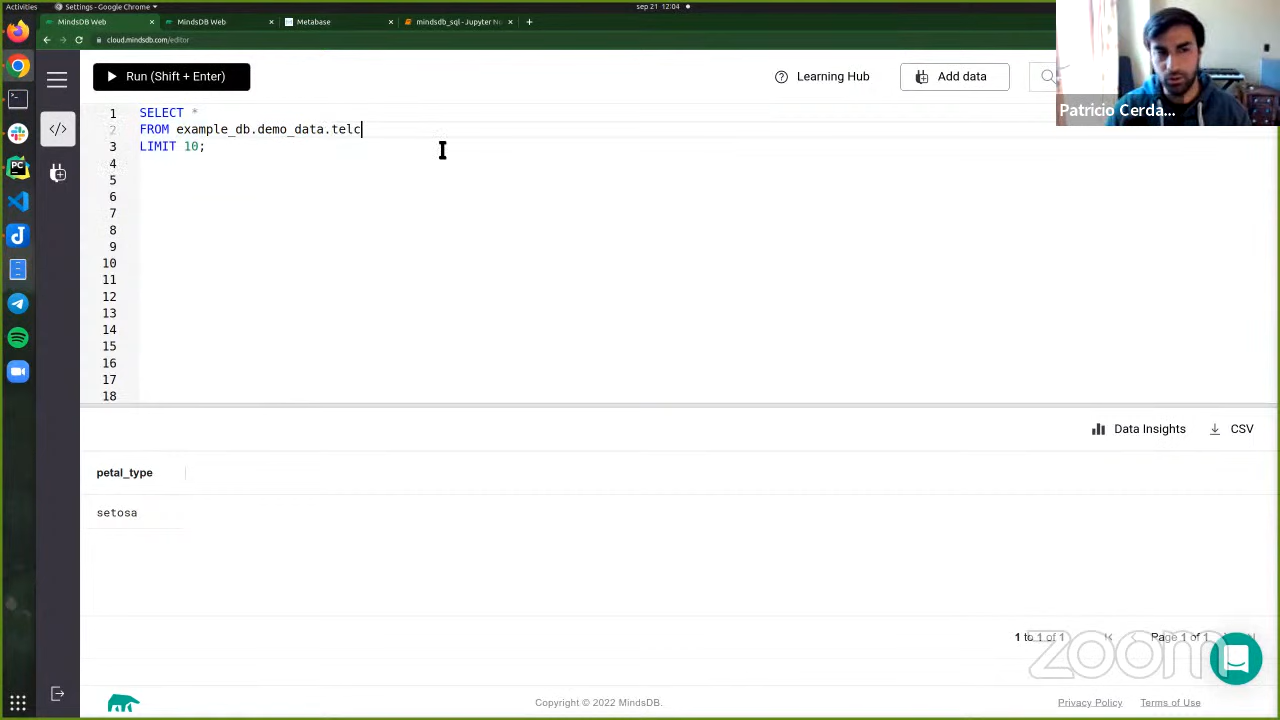 Activities
Settings - Google Chrome
sep 21 12:04
MindsDB Web
MindsDB Web
Metabase
mindsdb_sql - Jupyter N
cloud.mindsdb.com/editor
Run (Shift + Enter)
Learning Hub
Add data
Patricio Cerda...
1 SELECT *
2 FROM example_db.demo_data.telc
3 LIMIT 10;
4
5
6
7
8
9
10
11
12
13
14
15
16
17
18
Data Insights
CSV
petal_type
setosa
1 to 1 of 1
Page 1 of 1
zoom
Copyright © 2022 MindsDB.
Privacy Policy
Terms of Use